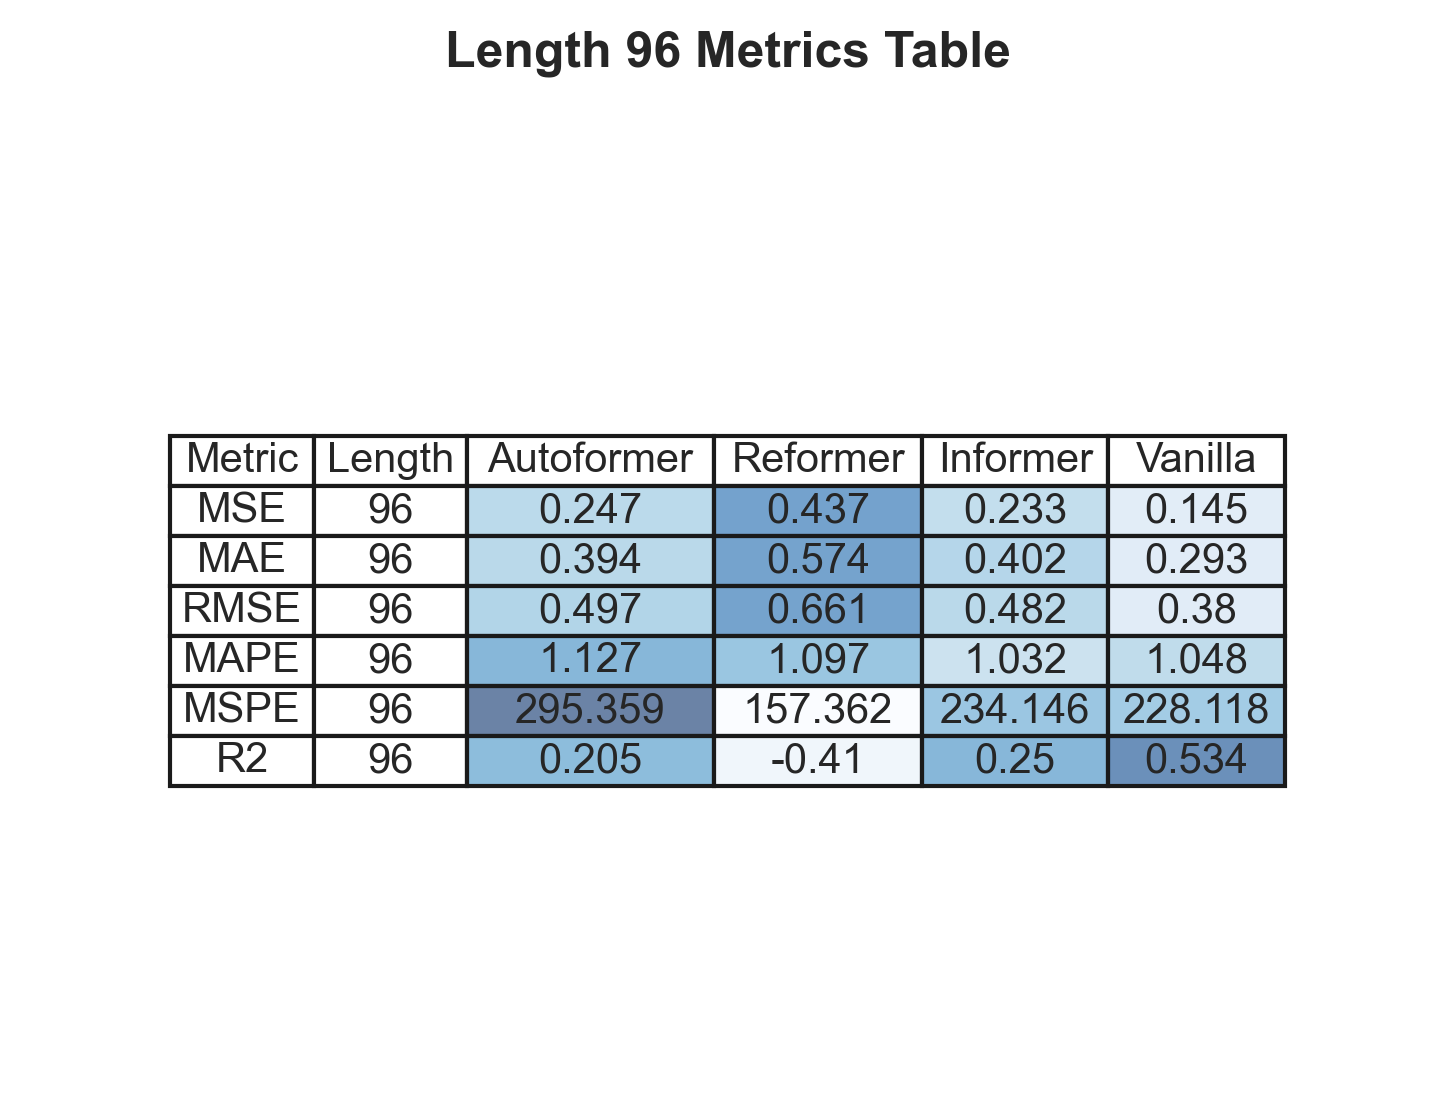 Length 96 Metrics Table
Metric Length Autoformer Reformer Informer Vanilla
MSE 96 0.247 0.437 0.233 0.145
MAE 96 0.394 0.574 0.402 0.293
RMSE 96 0.497 0.661 0.482 0.38
MAPE 96 1.127 1.097 1.032 1.048
MSPE 96 295.359 157.362 234.146 228.118
R2 96 0.205 -0.41 0.25 0.534